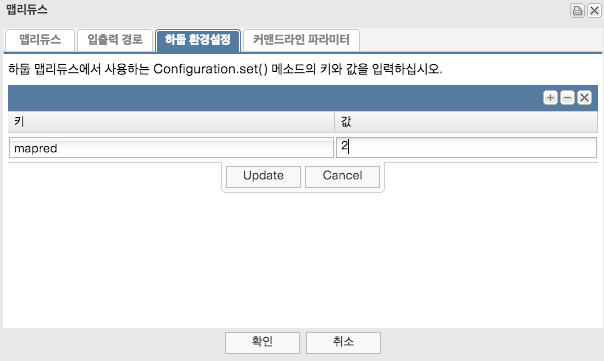 맵리듀스
맵리듀스 입출력 경로 하둡 환경설정 커맨드라인 파라미터
하둡 맵리듀스에서 사용하는 Configuration.set() 메소드의 키와 값을 입력하십시오.
키 값
mapred 2
Update Cancel
확인 취소